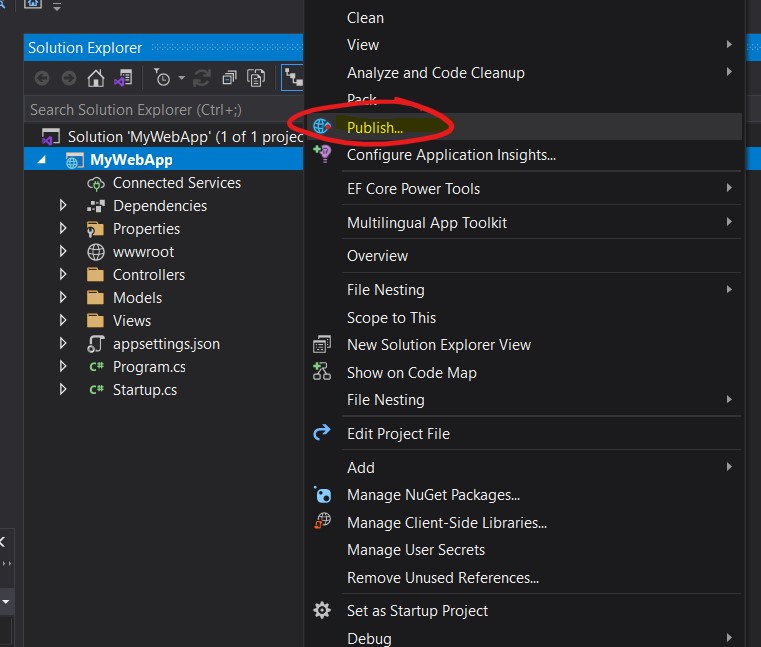 Solution Explorer
Search Solution Explorer (Ctrl+;)
Solution 'MyWebApp' (1 of 1 projec
MyWebApp
Connected Services
Dependencies
Properties
wwwroot
Controllers
Models
Views
appsettings.json
C# Program.cs
C# Startup.cs
Clean
View
Analyze and Code Cleanup
Pack
Publish...
Configure Application Insights...
EF Core Power Tools
Multilingual App Toolkit
Overview
File Nesting
Scope to This
New Solution Explorer View
Show on Code Map
File Nesting
Edit Project File
Add
Manage NuGet Packages...
Manage Client-Side Libraries...
Manage User Secrets
Remove Unused References...
Set as Startup Project
Debug